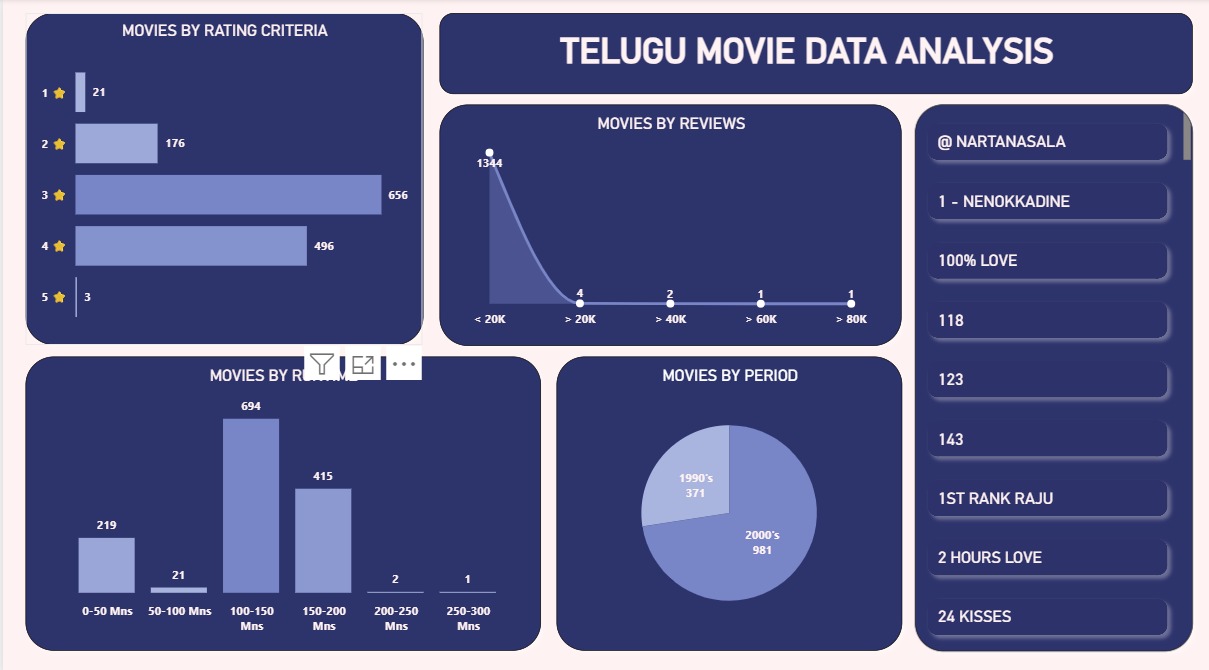 MOVIES BY RATING CRITERIA
1 21
2 176
3 656
4 496
5 3
TELUGU MOVIE DATA ANALYSIS
MOVIES BY REVIEWS
1344
4
2
1
1
< 20K
> 20K
> 40K
> 60K
> 80K
@ NARTANASALA
1 - NENOKKADINE
100% LOVE
118
123
143
1ST RANK RAJU
2 HOURS LOVE
24 KISSES
MOVIES BY RUNTIME
219
21
694
415
2
1
0-50 Mns
50-100 Mns
100-150
Mns
150-200
Mns
200-250
Mns
250-300
Mns
MOVIES BY PERIOD
1990's
371
2000's
981